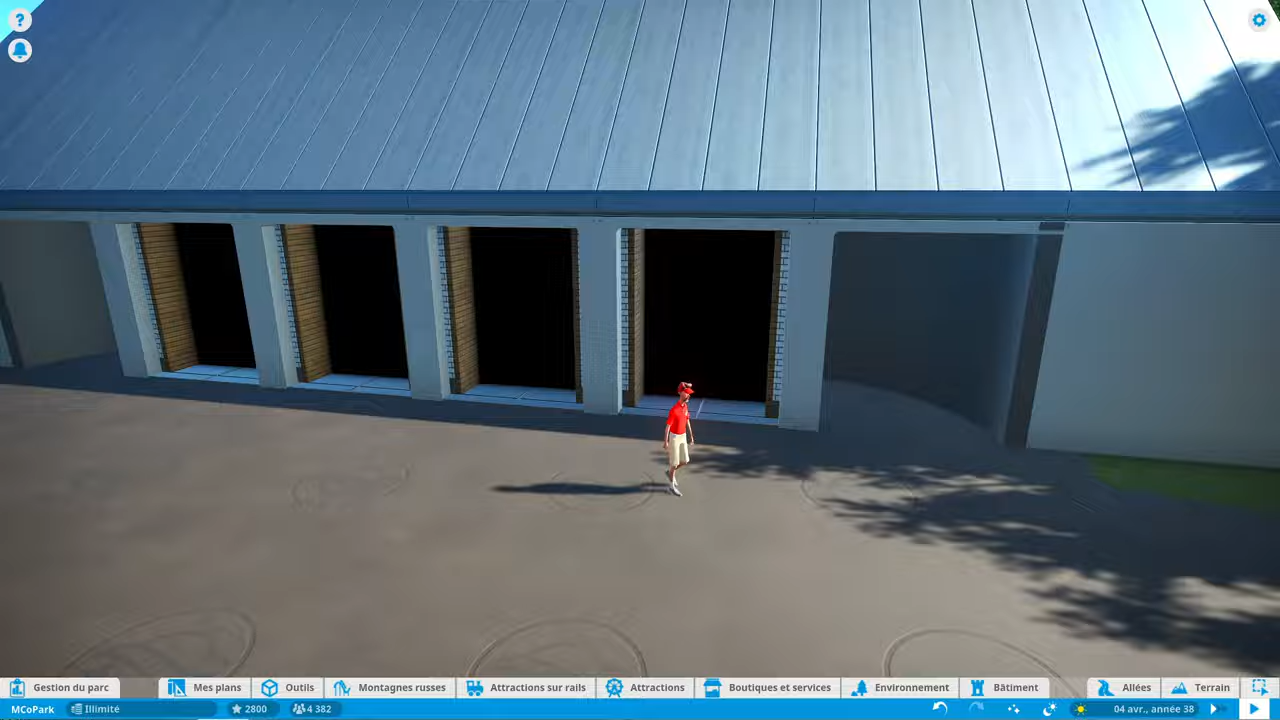 ?
Gestion du parc
Mes plans
Outils
Montagnes russes
Attractions sur rails
Attractions
Boutiques et services
Environnement
Bâtiment
Allées
Terrain
MCoPark
Illimité
2800
4 382
04 avr., année 38